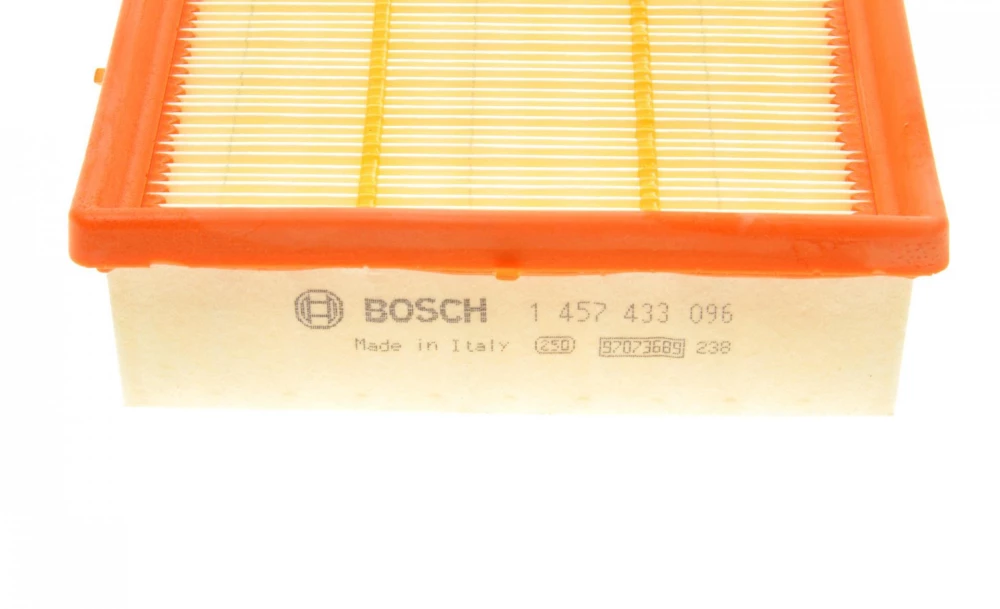 BOSCH 1 457 433 096
Made in Italy 250 97073689 238